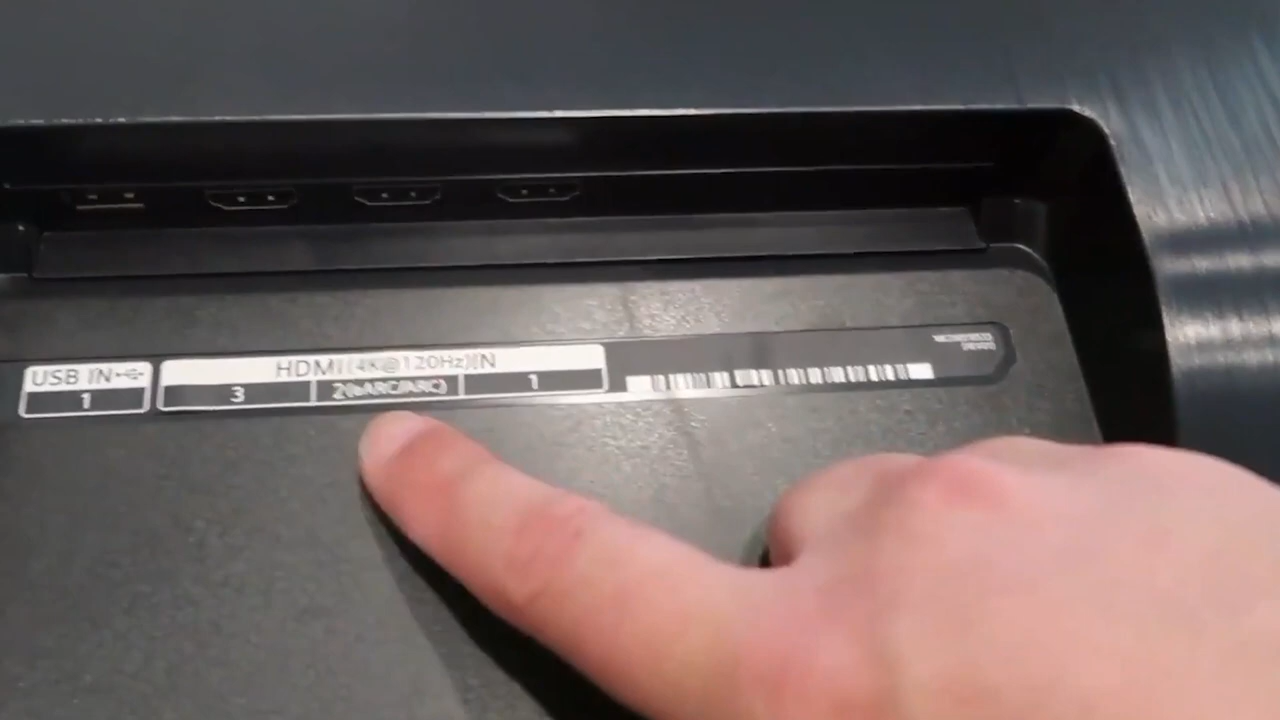 USB IN
1
HDMI (4K@120Hz) IN
3
2(eARC/ARC)
1